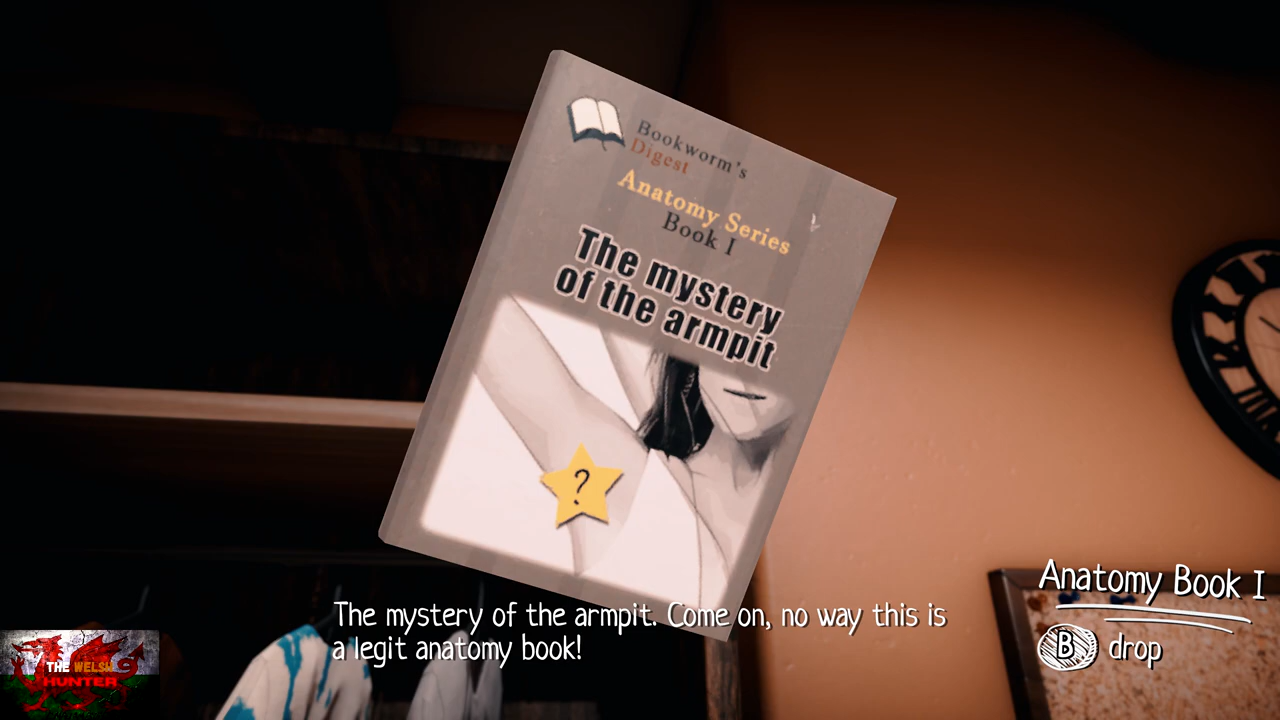 Bookworm's
Digest
Anatomy Series
Book I
The mystery
of the armpit
?
The mystery of the armpit. Come on, no way this is
a legit anatomy book!
Anatomy Book I
B drop
THE WELSH
HUNTER